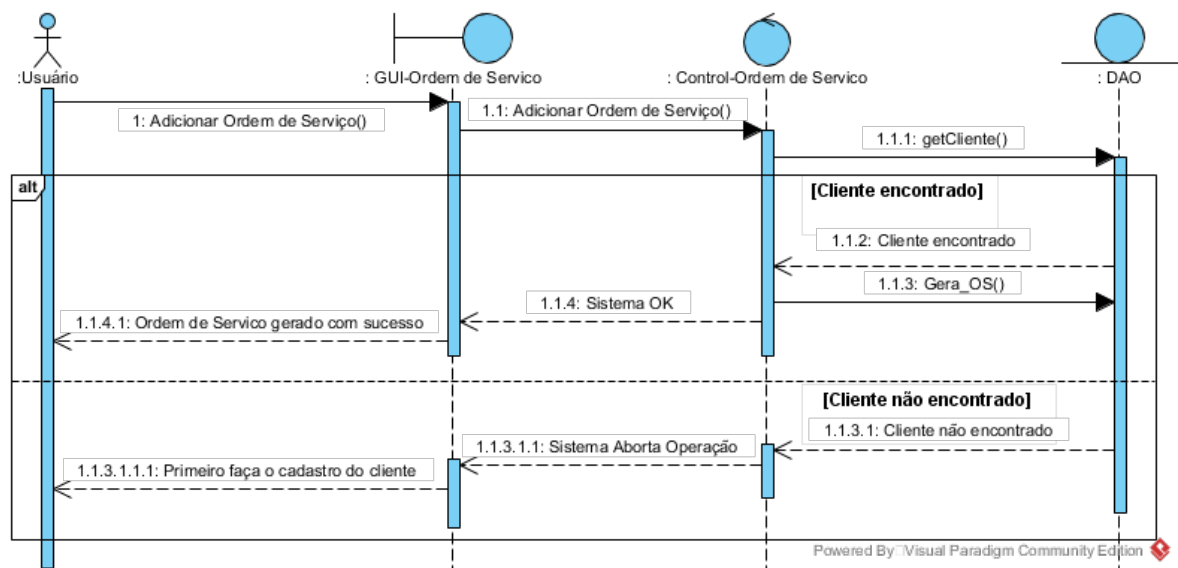 :Usuário
: GUI-Ordem de Servico
: Control-Ordem de Servico
: DAO
1: Adicionar Ordem de Serviço()
1.1: Adicionar Ordem de Serviço()
1.1.1: getCliente()
alt
[Cliente encontrado]
1.1.2: Cliente encontrado
1.1.3: Gera_OS()
1.1.4: Sistema OK
1.1.4.1: Ordem de Servico gerado com sucesso
[Cliente não encontrado]
1.1.3.1: Cliente não encontrado
1.1.3.1.1: Sistema Aborta Operação
1.1.3.1.1.1: Primeiro faça o cadastro do cliente
Powered By Visual Paradigm Community Edition